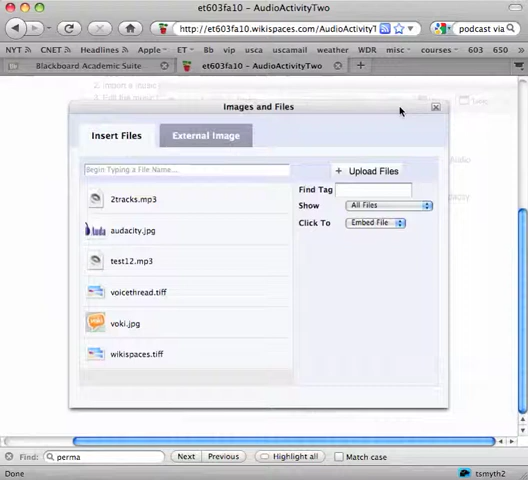 et603fa10 - AudioActivityTwo
http://et603fa10.wikispaces.com/AudioActivityT
podcast via
NYT CNET Headlines Apple ET Bb vip usca uscamail weather WDR misc courses 603 650
Blackboard Academic Suite
et603fa10 - AudioActivityTwo
Images and Files
Insert Files
External Image
Begin Typing a File Name...
+ Upload Files
Find Tag
2tracks.mp3
Show All Files
Click To Embed File
audacity.jpg
test12.mp3
voicethread.tiff
voki.jpg
wikispaces.tiff
Find: perma Next Previous Highlight all Match case
Done
tsmyth2